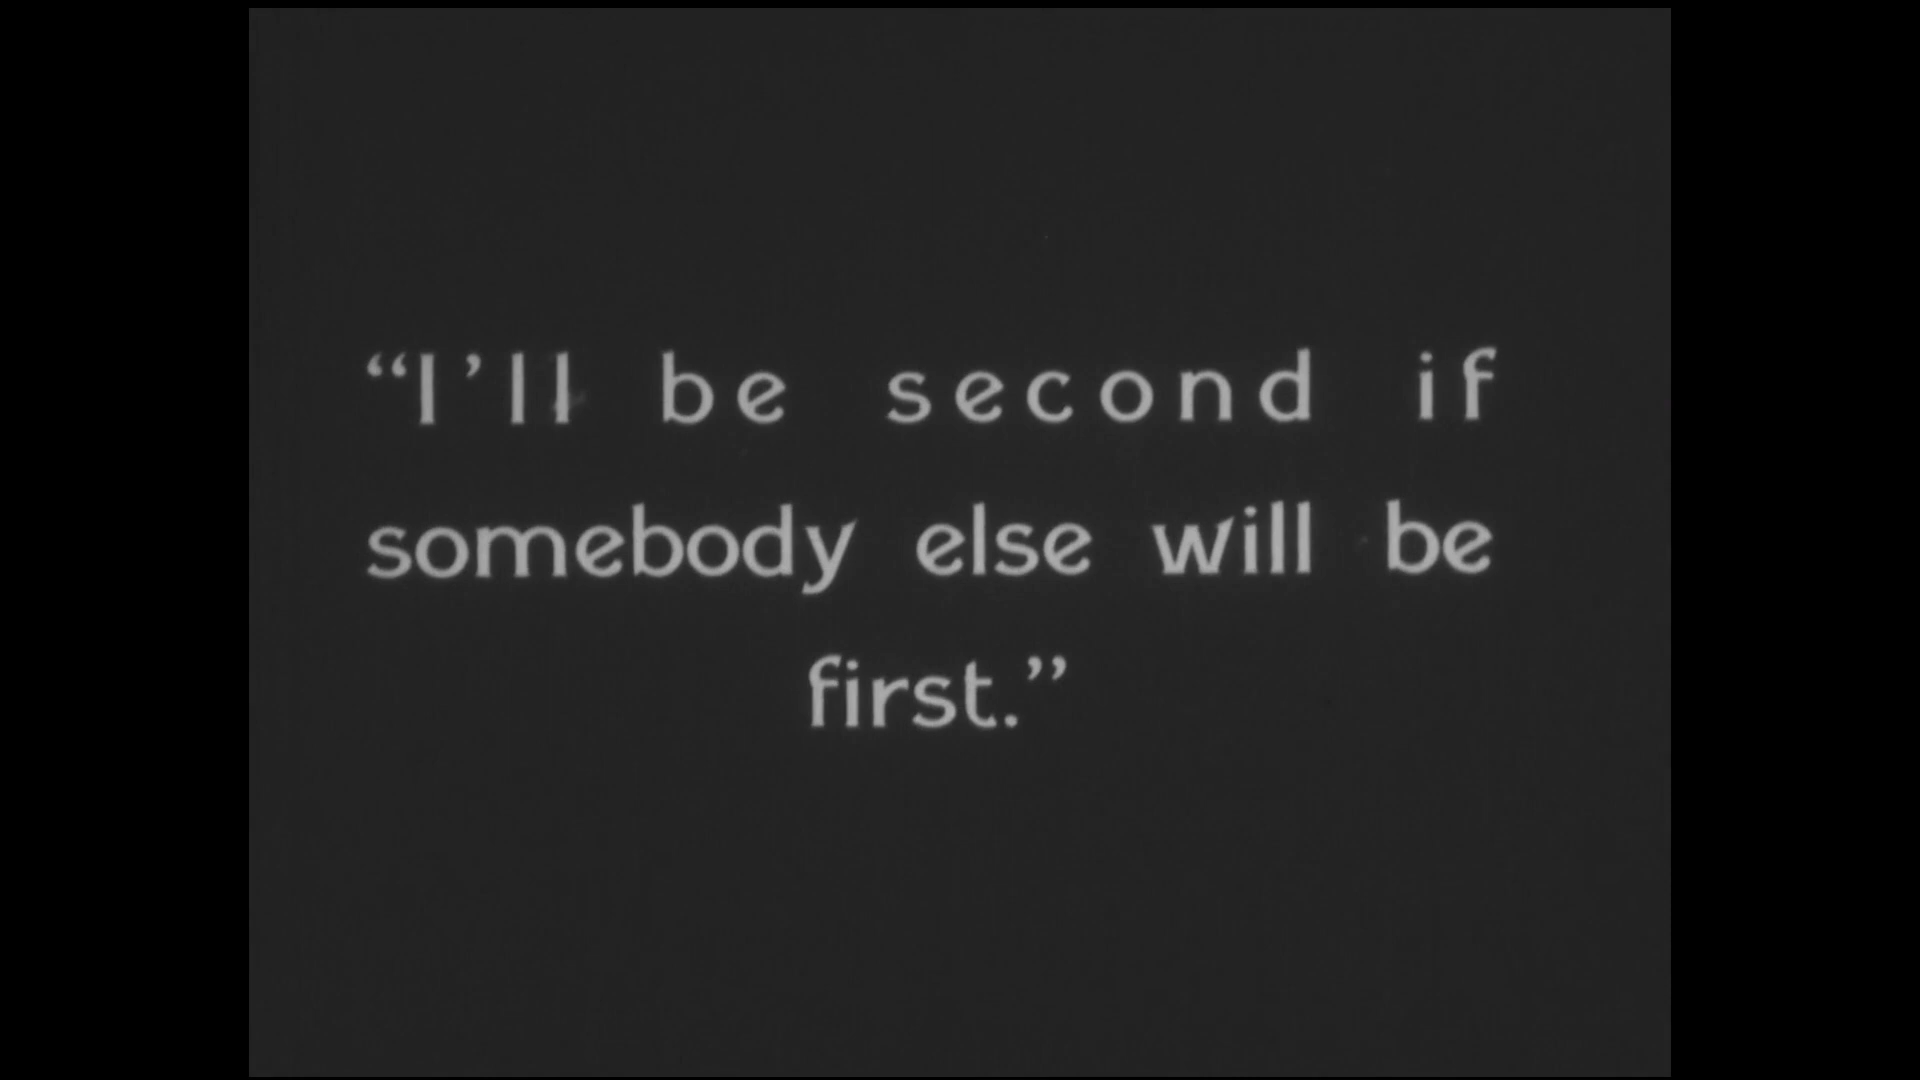 “I’ll be second if
somebody else will be
first.”